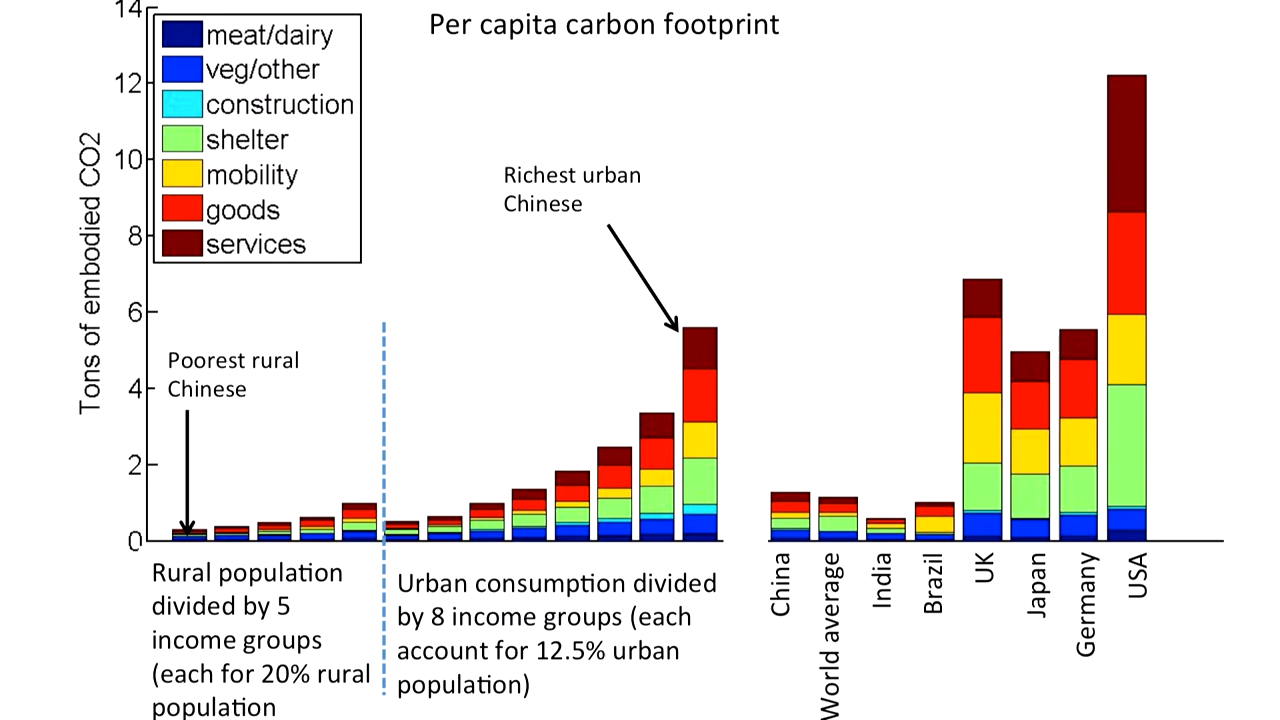 Per capita carbon footprint
14
12
10
8
6
4
2
0
Tons of embodied CO2
meat/dairy
veg/other
construction
shelter
mobility
goods
services
Poorest rural
Chinese
Richest urban
Chinese
Rural population
divided by 5
income groups
(each for 20% rural
population
Urban consumption divided
by 8 income groups (each
account for 12.5% urban
population)
China
World average
India
Brazil
UK
Japan
Germany
USA